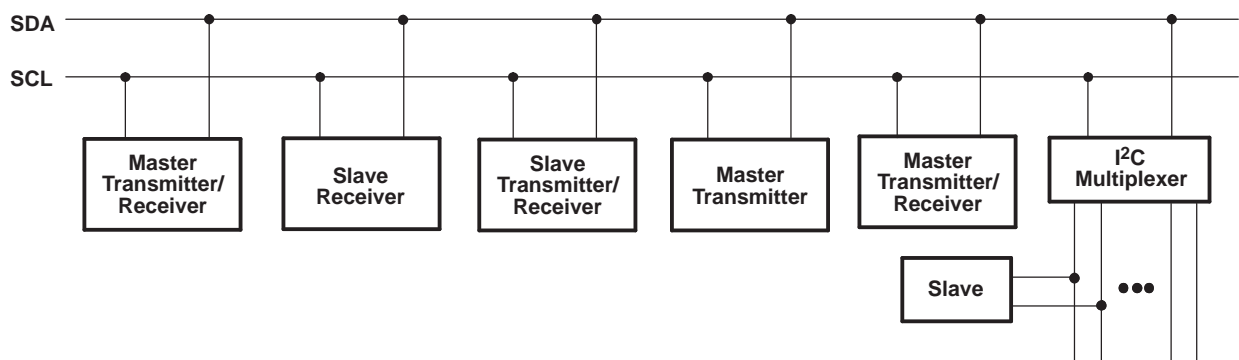 SDA
SCL
Master
Transmitter/
Receiver
Slave
Receiver
Slave
Transmitter/
Receiver
Master
Transmitter
Master
Transmitter/
Receiver
I²C
Multiplexer
Slave